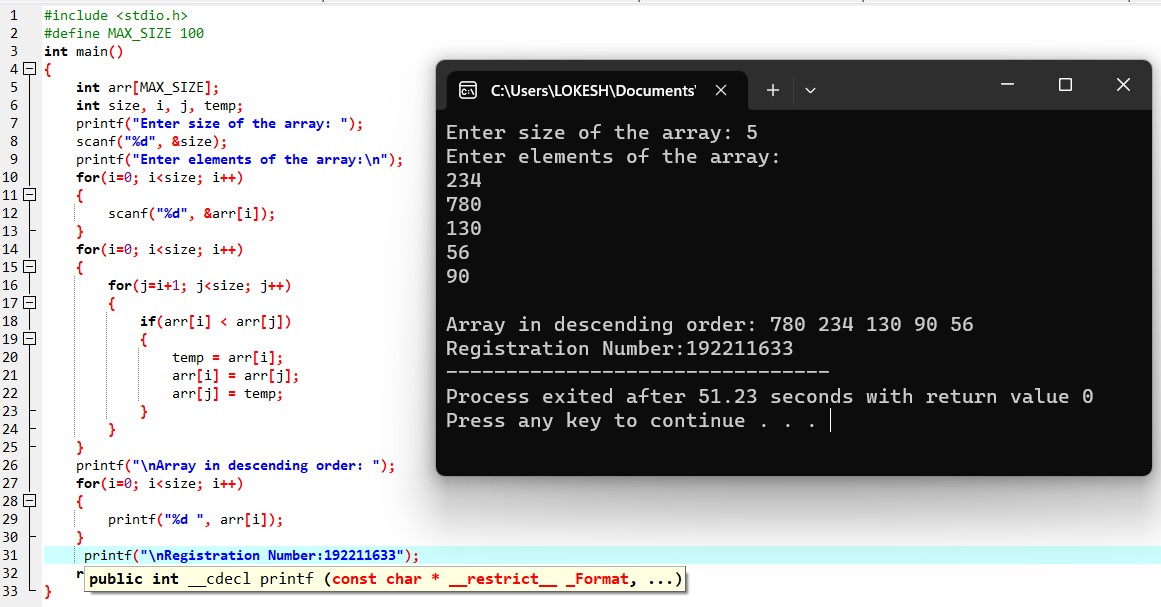 1 #include <stdio.h>
2 #define MAX_SIZE 100
3 int main()
4 {
5 int arr[MAX_SIZE];
6 int size, i, j, temp;
7 printf("Enter size of the array: ");
8 scanf("%d", &size);
9 printf("Enter elements of the array:\n");
10 for(i=0; i<size; i++)
11 {
12 scanf("%d", &arr[i]);
13 }
14 for(i=0; i<size; i++)
15 {
16 for(j=i+1; j<size; j++)
17 {
18 if(arr[i] < arr[j])
19 {
20 temp = arr[i];
21 arr[i] = arr[j];
22 arr[j] = temp;
23 }
24 }
25 }
26 printf("\nArray in descending order: ");
27 for(i=0; i<size; i++)
28 {
29 printf("%d ", arr[i]);
30 }
31 printf("\nRegistration Number:192211633");
32 r
public int __cdecl printf (const char * __restrict__ _Format, ...)
33 }
C:\Users\LOKESH\Documents'
Enter size of the array: 5
Enter elements of the array:
234
780
130
56
90
Array in descending order: 780 234 130 90 56
Registration Number:192211633
--------------------------------
Process exited after 51.23 seconds with return value 0
Press any key to continue . . .